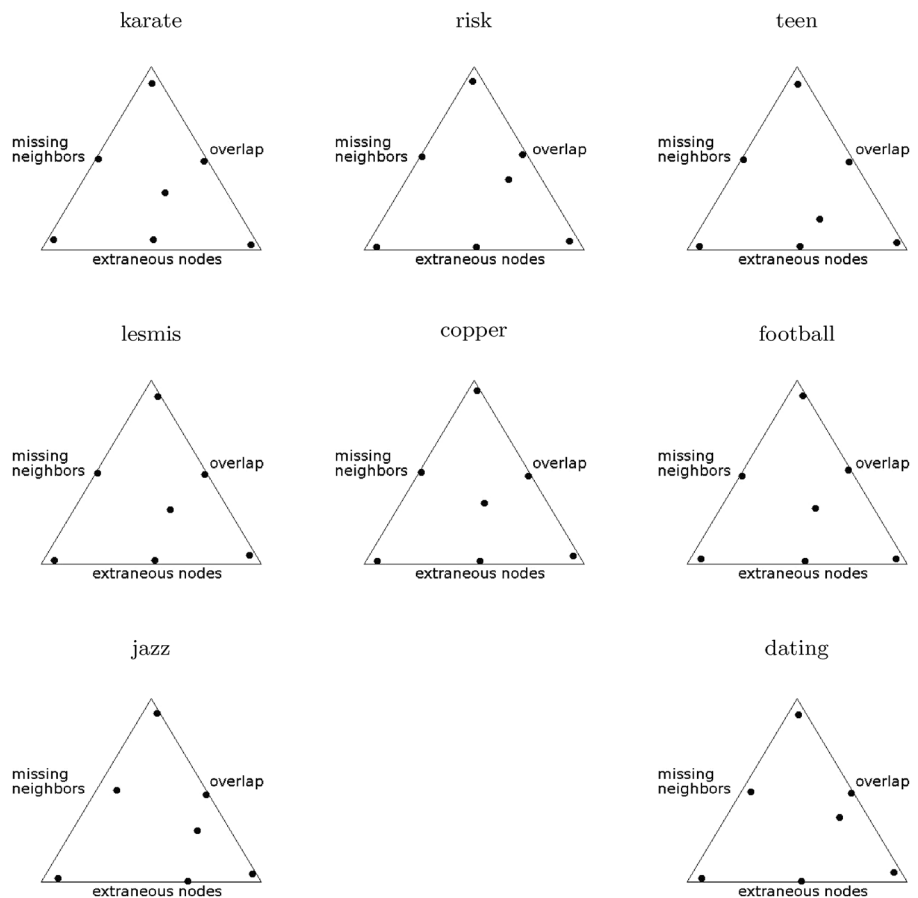 karate
risk
teen
missing
neighbors
overlap
extraneous nodes
missing
neighbors
overlap
extraneous nodes
missing
neighbors
overlap
extraneous nodes
lesmis
copper
football
missing
neighbors
overlap
extraneous nodes
missing
neighbors
overlap
extraneous nodes
missing
neighbors
overlap
extraneous nodes
jazz
dating
missing
neighbors
overlap
extraneous nodes
missing
neighbors
overlap
extraneous nodes